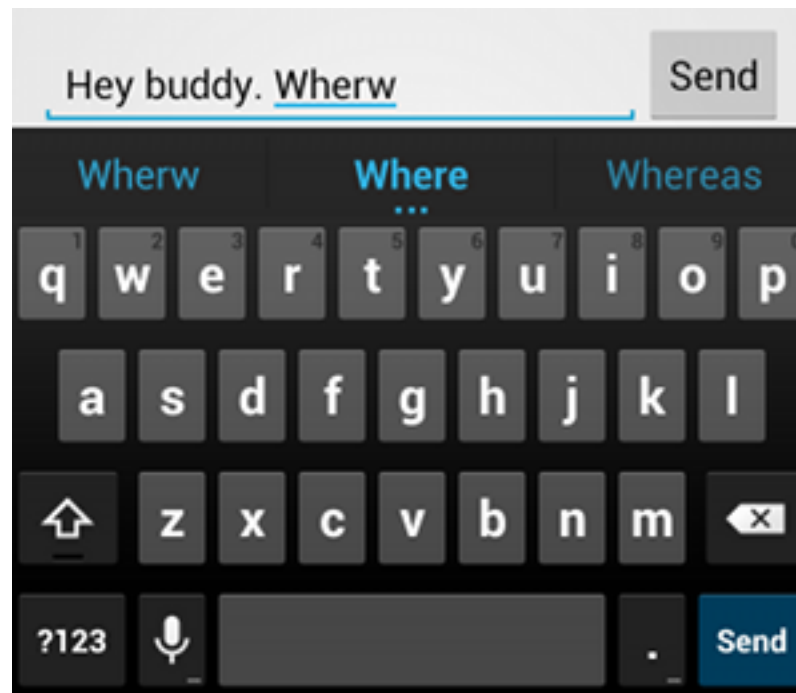 Hey buddy. Wherw Send
Wherw Where Whereas
1 2 3 4 5 6 7 8 9 0
q w e r t y u i o p
a s d f g h j k l
z x c v b n m
?123 . Send